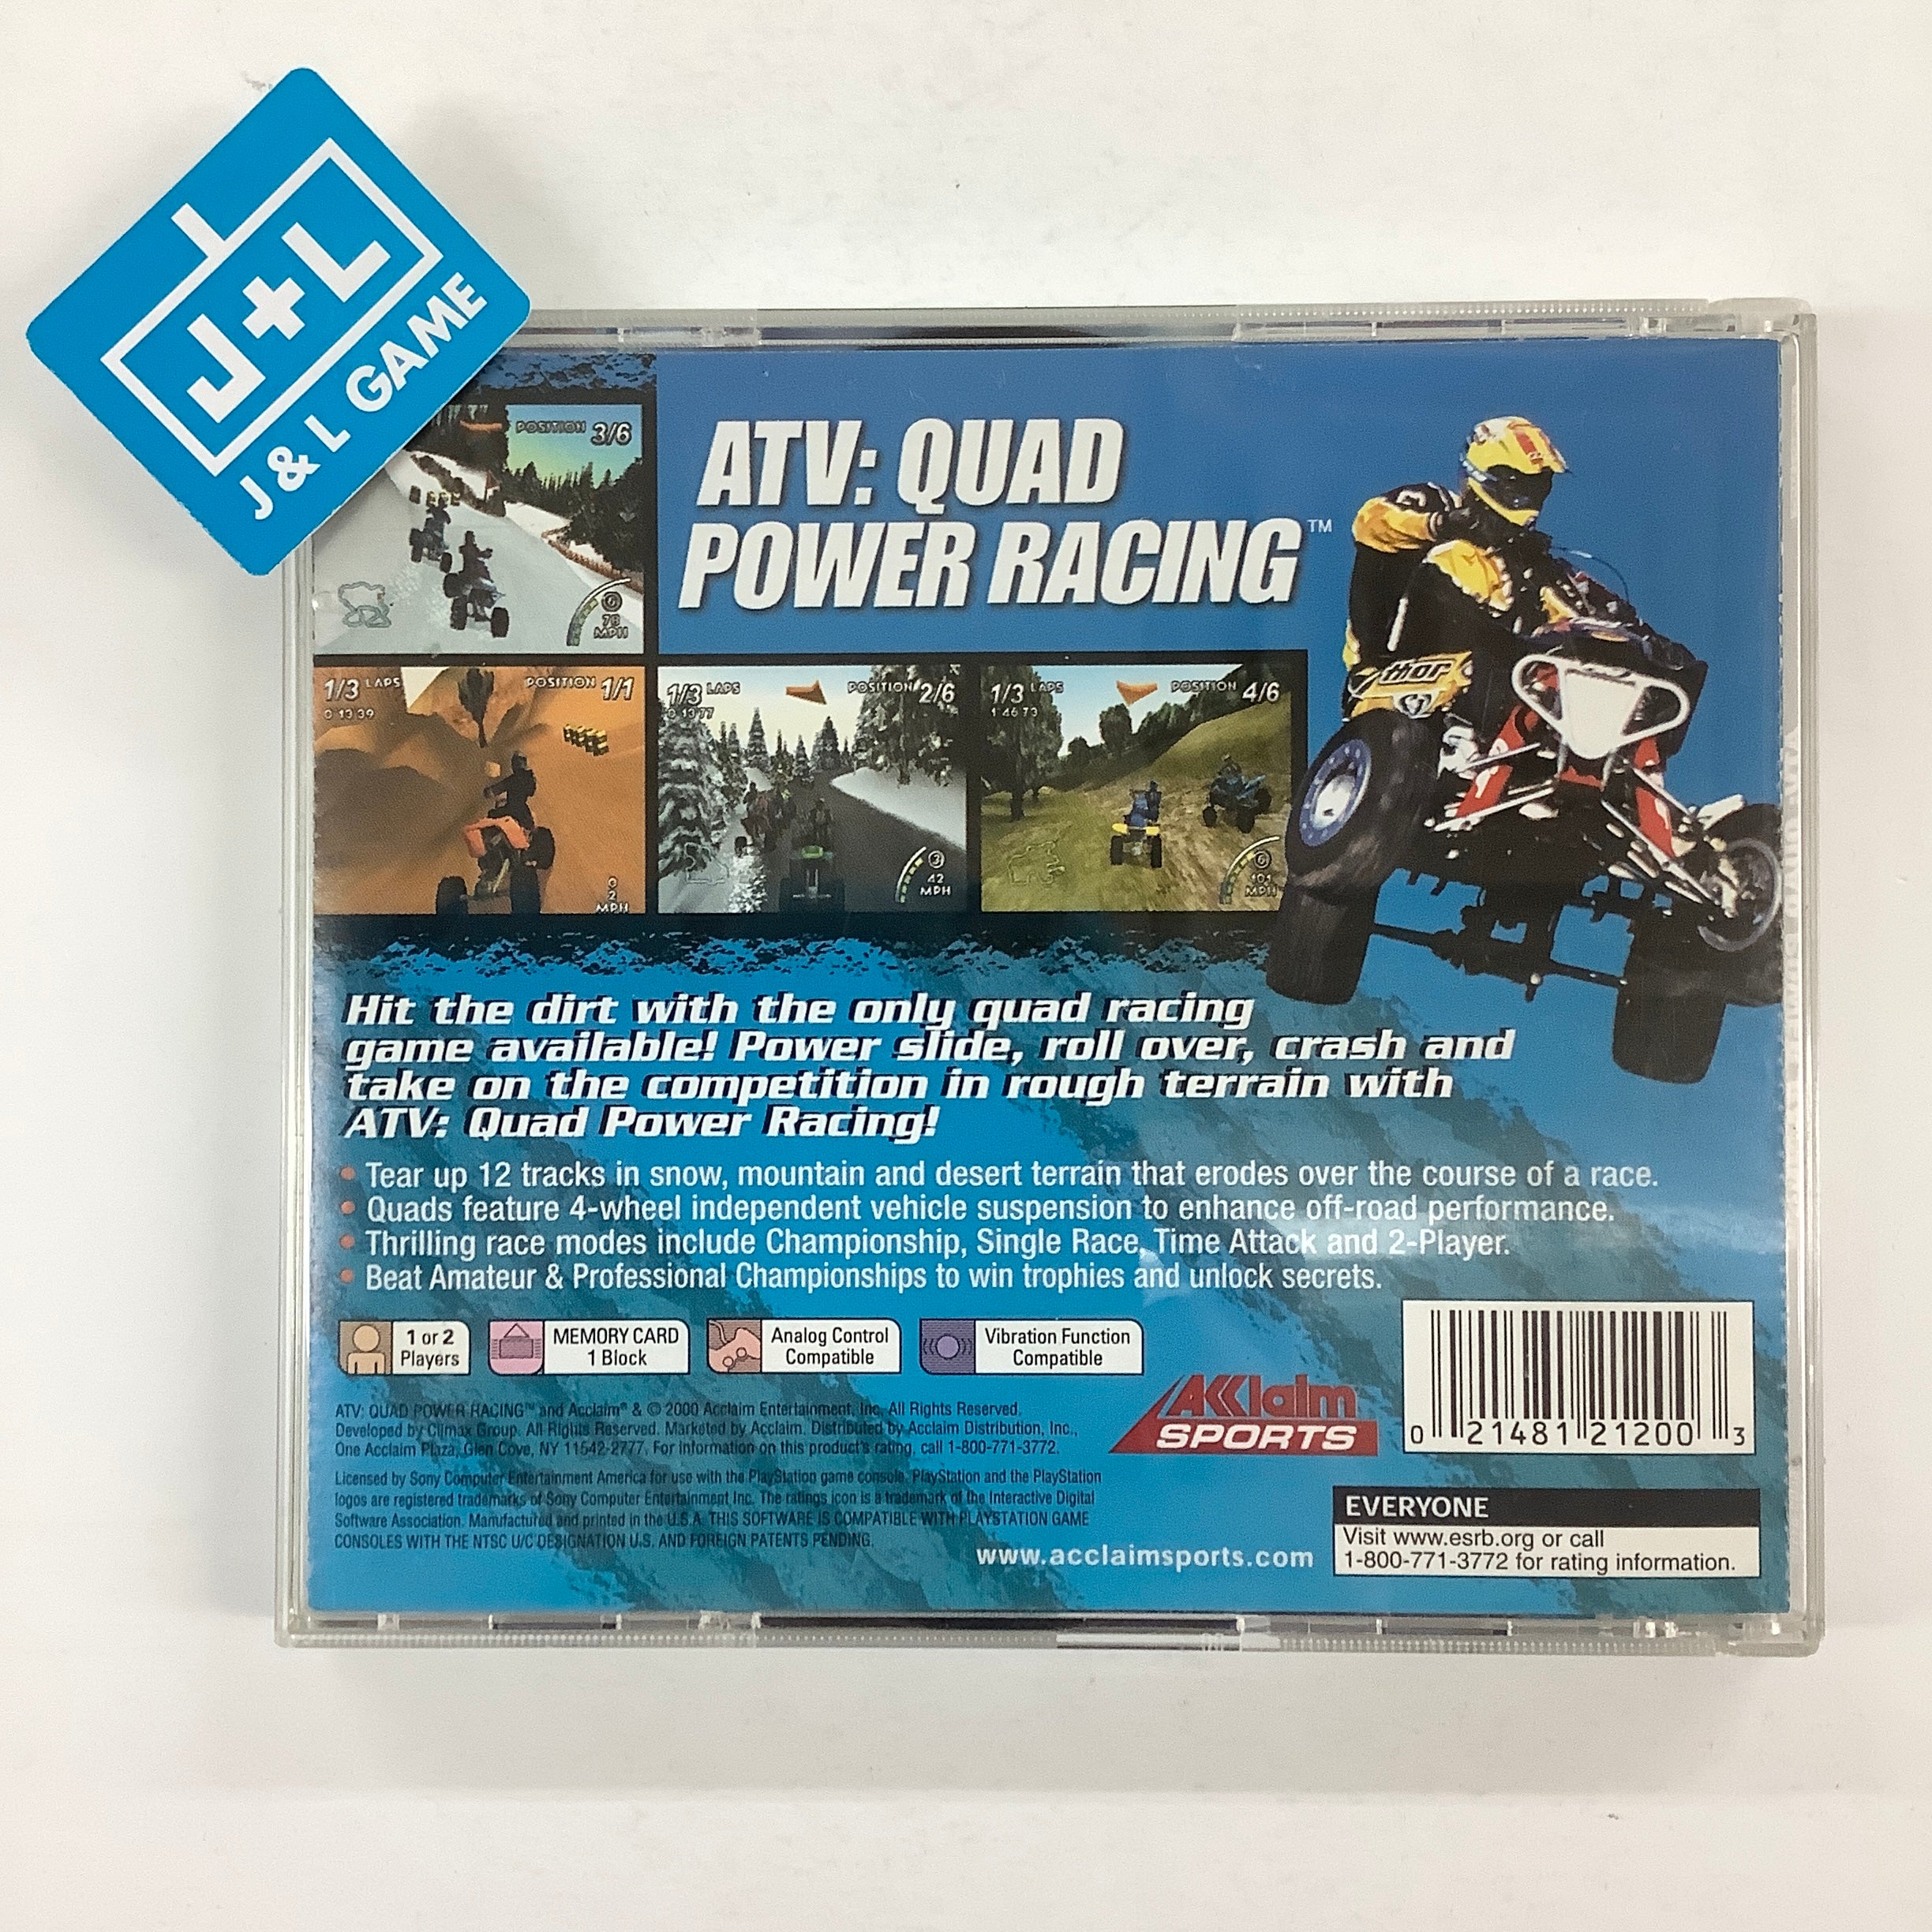 J+L
J & L GAME
POSITION 3/6
6
78
MPH
ATV: QUAD
POWER RACING™
thor
1/3 LAPS
0 13 39
POSITION 1/1
0
2
MPH
1/3 LAPS
0 13 77
POSITION 2/6
3
42
MPH
1/3 LAPS
1 46 73
POSITION 4/6
6
101
MPH
Hit the dirt with the only quad racing
game available! Power slide, roll over, crash and
take on the competition in rough terrain with
ATV: Quad Power Racing!
• Tear up 12 tracks in snow, mountain and desert terrain that erodes over the course of a race.
• Quads feature 4-wheel independent vehicle suspension to enhance off-road performance.
• Thrilling race modes include Championship, Single Race, Time Attack and 2-Player.
• Beat Amateur & Professional Championships to win trophies and unlock secrets.
1 or 2
Players
MEMORY CARD
1 Block
Analog Control
Compatible
Vibration Function
Compatible
ATV: QUAD POWER RACING™ and Acclaim® & © 2000 Acclaim Entertainment, Inc. All Rights Reserved.
Developed by Climax Group. All Rights Reserved. Marketed by Acclaim. Distributed by Acclaim Distribution, Inc.,
One Acclaim Plaza, Glen Cove, NY 11542-2777. For information on this product's rating, call 1-800-771-3772.
Licensed by Sony Computer Entertainment America for use with the PlayStation game console. PlayStation and the PlayStation
logos are registered trademarks of Sony Computer Entertainment Inc. The ratings icon is a trademark of the Interactive Digital
Software Association. Manufactured and printed in the U.S.A. THIS SOFTWARE IS COMPATIBLE WITH PLAYSTATION GAME
CONSOLES WITH THE NTSC U/C DESIGNATION U.S. AND FOREIGN PATENTS PENDING.
www.acclaimsports.com
AKKlaim
SPORTS
0 21481 21200 3
EVERYONE
Visit www.esrb.org or call
1-800-771-3772 for rating information.